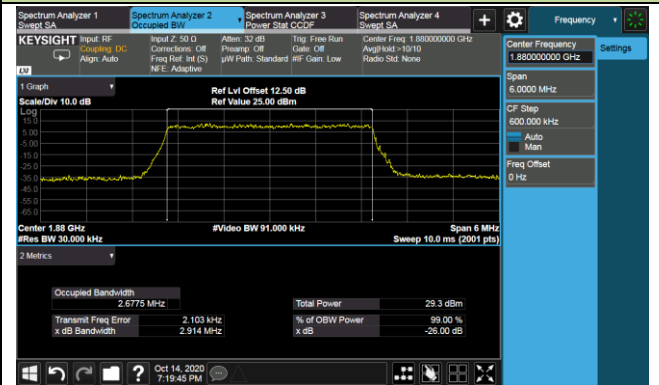 Spectrum Analyzer 1
Swept SA
Spectrum Analyzer 2
Occupied BW
Spectrum Analyzer 3
Power Stat CCDF
Spectrum Analyzer 4
Swept SA
+
Frequency
KEYSIGHT
Input: RF
Coupling: DC
Align: Auto
Input Z: 50 Ω
Corrections: Off
Freq Ref: Int (S)
NFE: Adaptive
Atten: 32 dB
Preamp: Off
µW Path: Standard
Trig: Free Run
Gate: Off
#IF Gain: Low
Center Freq: 1.880000000 GHz
Avg|Hold:>10/10
Radio Std: None
LXI
Center Frequency
1.880000000 GHz
Settings
Span
6.0000 MHz
CF Step
600.000 kHz
Auto
Man
Freq Offset
0 Hz
1 Graph
Scale/Div 10.0 dB
Ref Lvl Offset 12.50 dB
Ref Value 25.00 dBm
Log
15.0
5.00
-5.00
-15.0
-25.0
-35.0
-45.0
-55.0
-65.0
Center 1.88 GHz
#Res BW 30.000 kHz
#Video BW 91.000 kHz
Span 6 MHz
Sweep 10.0 ms (2001 pts)
2 Metrics
Occupied Bandwidth
2.6775 MHz
Total Power 29.3 dBm
Transmit Freq Error 2.103 kHz
% of OBW Power 99.00 %
x dB Bandwidth 2.914 MHz
x dB -26.00 dB
?
Oct 14, 2020
7:19:45 PM